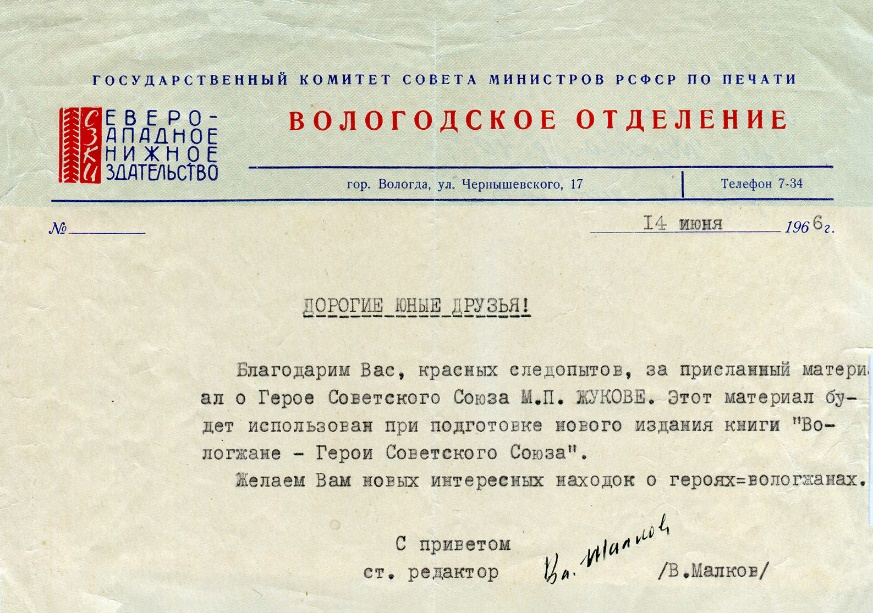 ГОСУДАРСТВЕННЫЙ КОМИТЕТ СОВЕТА МИНИСТРОВ РСФСР ПО ПЕЧАТИ
СЕВЕРО-
ЗАПАДНОЕ
КНИЖНОЕ
ИЗДАТЕЛЬСТВО
ВОЛОГОДСКОЕ ОТДЕЛЕНИЕ
гор. Вологда, ул. Чернышевского, 17 Телефон 7-34
№ 14 июня 1966 г.
ДОРОГИЕ ЮНЫЕ ДРУЗЬЯ!
Благодарим Вас, красных следопытов, за присланный матери
ал о Герое Советского Союза М.П. ЖУКОВЕ. Этот материал бу-
дет использован при подготовке нового издания книги "Во-
логжане - Герои Советского Союза".
Желаем Вам новых интересных находок о героях=вологжанах.
С приветом
ст. редактор Вл. Малков /В.Малков/